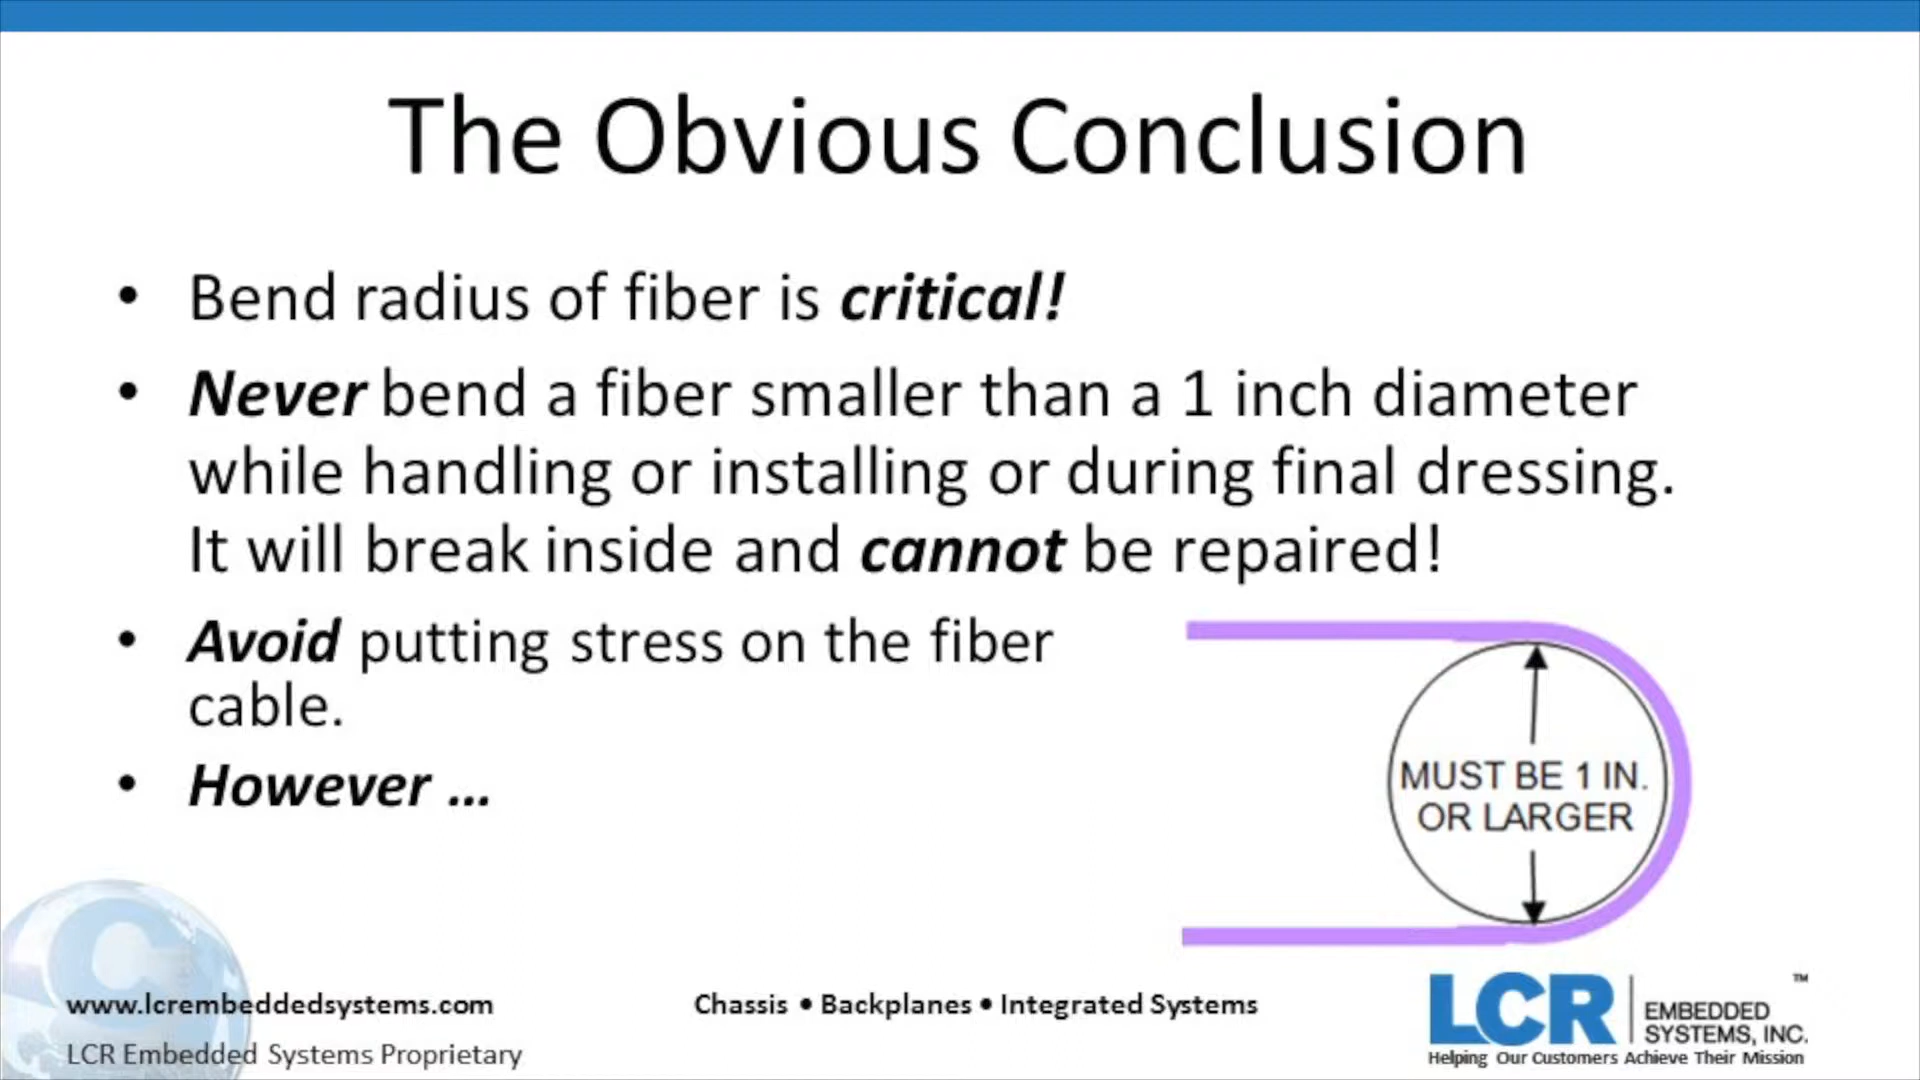 The Obvious Conclusion
• Bend radius of fiber is critical!
• Never bend a fiber smaller than a 1 inch diameter
while handling or installing or during final dressing.
It will break inside and cannot be repaired!
• Avoid putting stress on the fiber
cable.
• However ...
MUST BE 1 IN.
OR LARGER
www.lcrembeddedsystems.com
LCR Embedded Systems Proprietary
Chassis • Backplanes • Integrated Systems
LCR EMBEDDED
SYSTEMS, INC.™
Helping Our Customers Achieve Their Mission